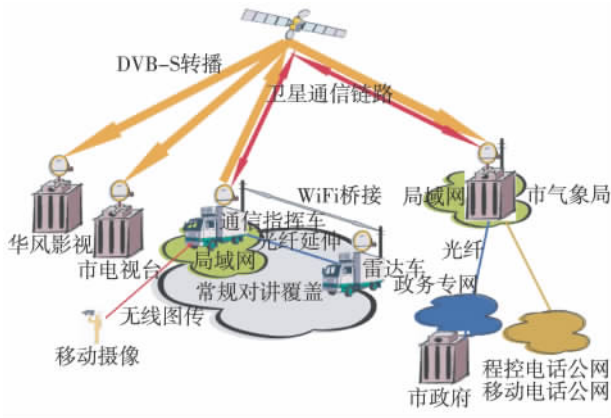 DVB-S转播
卫星通信链路
WiFi桥接
局域网
市气象局
华风影视
市电视台
通信指挥车
光纤延伸
局域网
雷达车
光纤
常规对讲覆盖
政务专网
无线图传
移动摄像
市政府
程控电话公网
移动电话公网